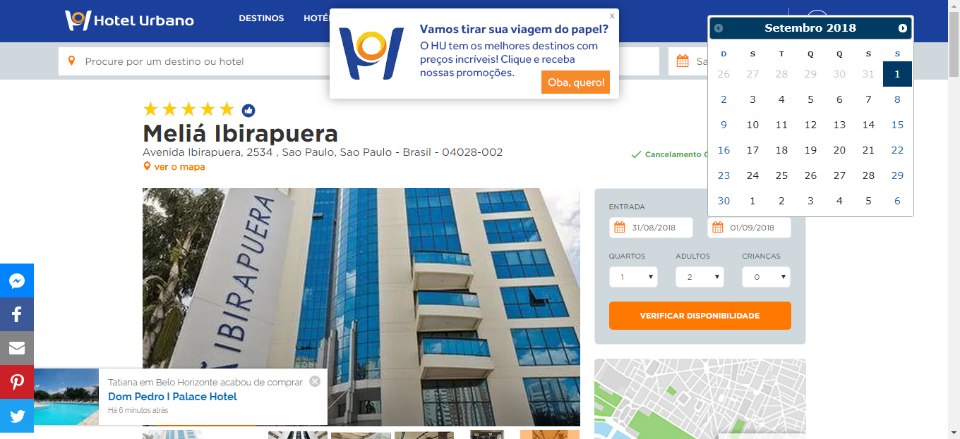 Hotel Urbano
DESTINOS
HOTÉ
x
Vamos tirar sua viagem do papel?
O HU tem os melhores destinos com
preços incríveis! Clique e receba
nossas promoções.
Oba, quero!
Procure por um destino ou hotel
Sa
Setembro 2018
D S T Q Q S S
26 27 28 29 30 31 1
2 3 4 5 6 7 8
9 10 11 12 13 14 15
16 17 18 19 20 21 22
23 24 25 26 27 28 29
30 1 2 3 4 5 6
Meliá Ibirapuera
Avenida Ibirapuera, 2534 , Sao Paulo, Sao Paulo - Brasil - 04028-002
ver o mapa
Cancelamento G
IBIRAPUERA
ENTRADA
31/08/2018 01/09/2018
QUARTOS ADULTOS CRIANÇAS
1 2 0
VERIFICAR DISPONIBILIDADE
Tatiana em Belo Horizonte acabou de comprar
Dom Pedro I Palace Hotel
Há 6 minutos atrás